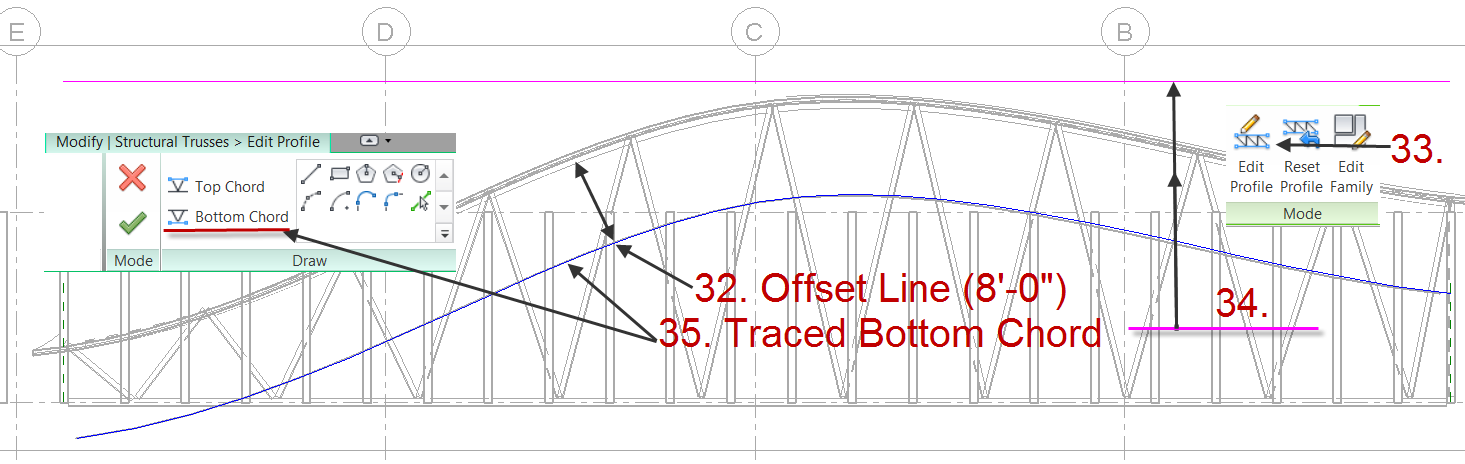 E
D
C
B
Modify | Structural Trusses > Edit Profile
Top Chord
Bottom Chord
Mode
Draw
Edit Profile
Reset Profile
Edit Family
Mode
33.
32. Offset Line (8'-0")
34.
35. Traced Bottom Chord